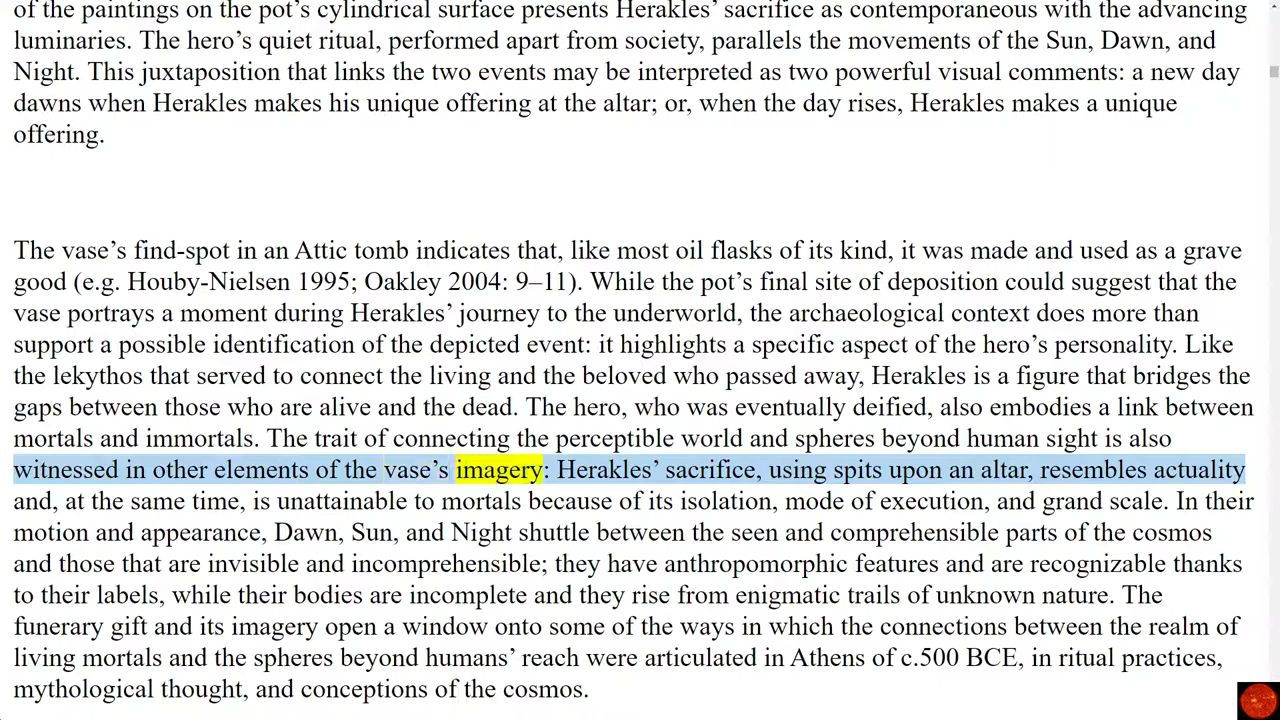 of the paintings on the pot’s cylindrical surface presents Herakles’ sacrifice as contemporaneous with the advancing
luminaries. The hero’s quiet ritual, performed apart from society, parallels the movements of the Sun, Dawn, and
Night. This juxtaposition that links the two events may be interpreted as two powerful visual comments: a new day
dawns when Herakles makes his unique offering at the altar; or, when the day rises, Herakles makes a unique
offering.
The vase’s find-spot in an Attic tomb indicates that, like most oil flasks of its kind, it was made and used as a grave
good (e.g. Houby-Nielsen 1995; Oakley 2004: 9–11). While the pot’s final site of deposition could suggest that the
vase portrays a moment during Herakles’ journey to the underworld, the archaeological context does more than
support a possible identification of the depicted event: it highlights a specific aspect of the hero’s personality. Like
the lekythos that served to connect the living and the beloved who passed away, Herakles is a figure that bridges the
gaps between those who are alive and the dead. The hero, who was eventually deified, also embodies a link between
mortals and immortals. The trait of connecting the perceptible world and spheres beyond human sight is also
witnessed in other elements of the vase’s imagery: Herakles’ sacrifice, using spits upon an altar, resembles actuality
and, at the same time, is unattainable to mortals because of its isolation, mode of execution, and grand scale. In their
motion and appearance, Dawn, Sun, and Night shuttle between the seen and comprehensible parts of the cosmos
and those that are invisible and incomprehensible; they have anthropomorphic features and are recognizable thanks
to their labels, while their bodies are incomplete and they rise from enigmatic trails of unknown nature. The
funerary gift and its imagery open a window onto some of the ways in which the connections between the realm of
living mortals and the spheres beyond humans’ reach were articulated in Athens of c.500 BCE, in ritual practices,
mythological thought, and conceptions of the cosmos.